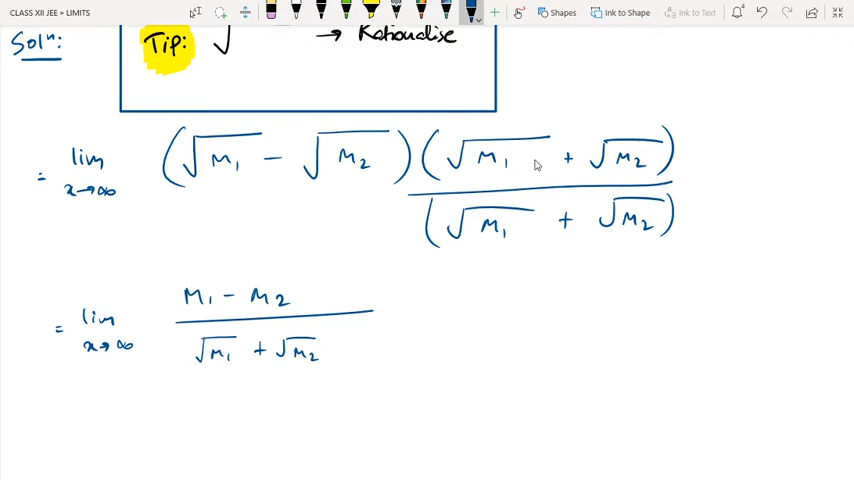 CLASS XII JEE » LIMITS
Shapes
Ink to Shape
Ink to Text
Solⁿ:
Tip: √ → Rationalise
= lim x→∞ (√M₁ − √M₂) (√M₁ + √M₂)
(√M₁ + √M₂)
= lim x→∞ M₁ − M₂
√M₁ + √M₂